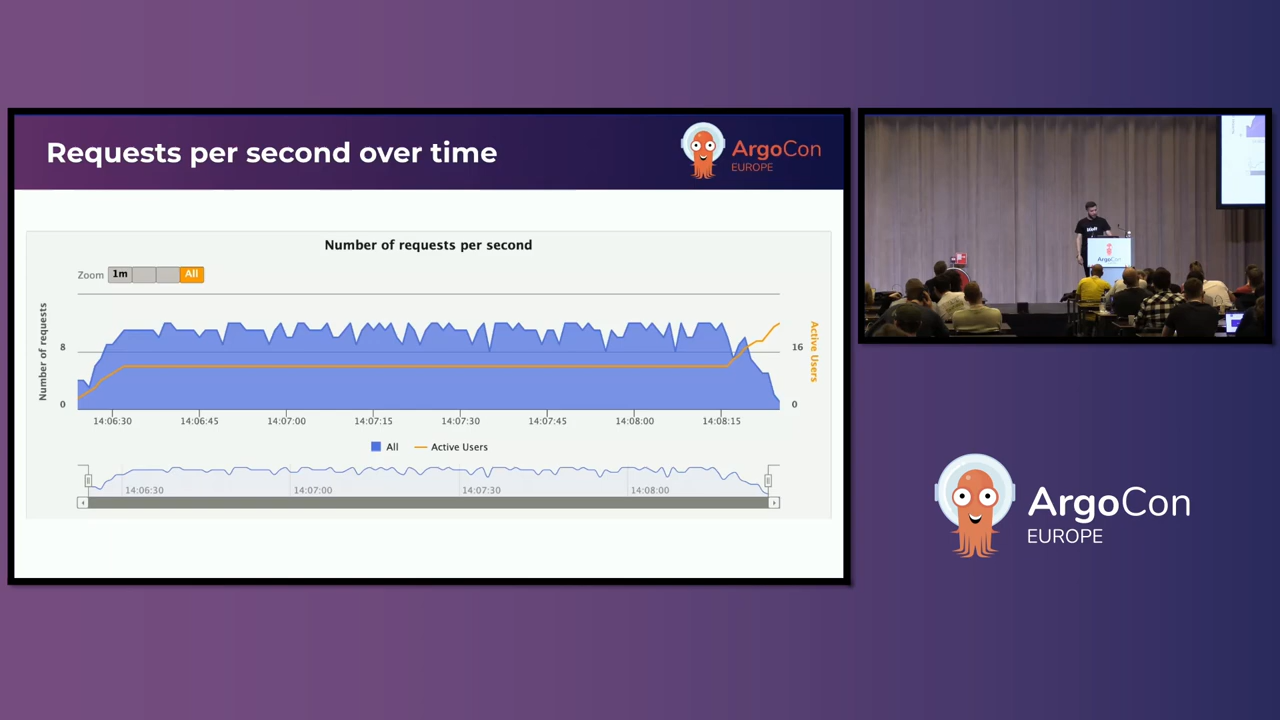 Requests per second over time
ArgoCon
EUROPE
Number of requests per second
Zoom 1m All
Number of requests
8
0
Active Users
16
0
14:06:30 14:06:45 14:07:00 14:07:15 14:07:30 14:07:45 14:08:00 14:08:15
All Active Users
14:06:30 14:07:00 14:07:30 14:08:00
ArgoCon
ArgoCon
EUROPE